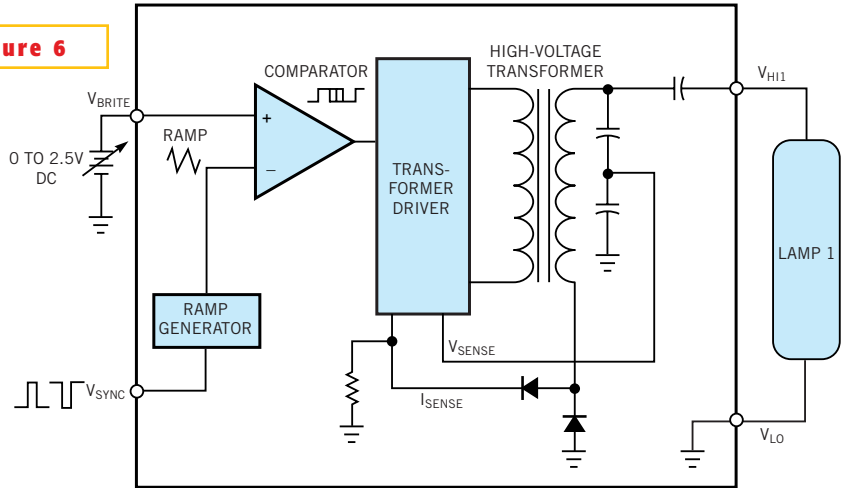 ure 6
COMPARATOR
HIGH-VOLTAGE
TRANSFORMER
VHI1
VBRITE
+
RAMP
0 TO 2.5V
DC
–
TRANS-
FORMER
DRIVER
LAMP 1
RAMP
GENERATOR
VSENSE
VSYNC
ISENSE
VLO